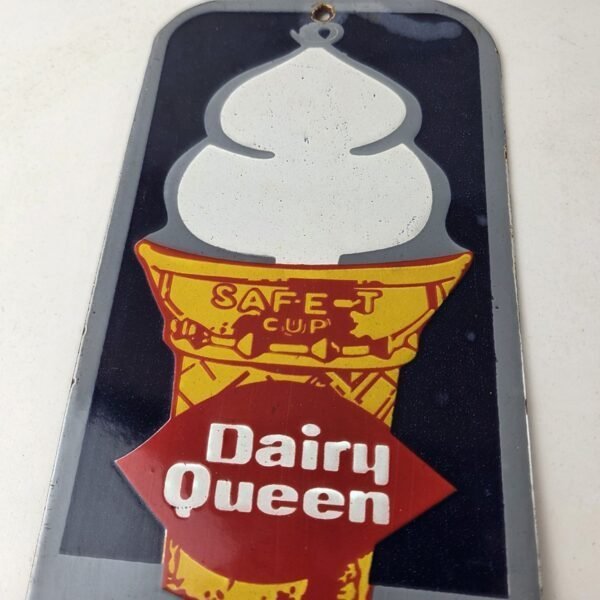 SAF-E-T
CUP
Dairy
Queen